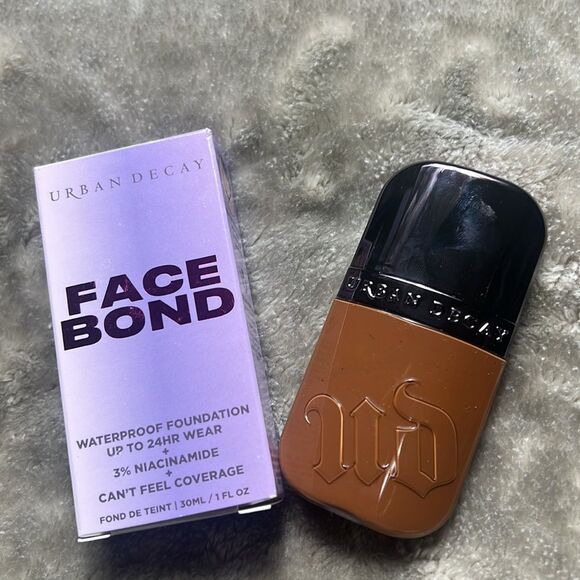 URBAN DECAY
FACE
BOND
WATERPROOF FOUNDATION
UP TO 24HR WEAR
+
3% NIACINAMIDE
+
CAN'T FEEL COVERAGE
FOND DE TEINT | 30ML / 1 FL OZ
URBAN DECAY
UD